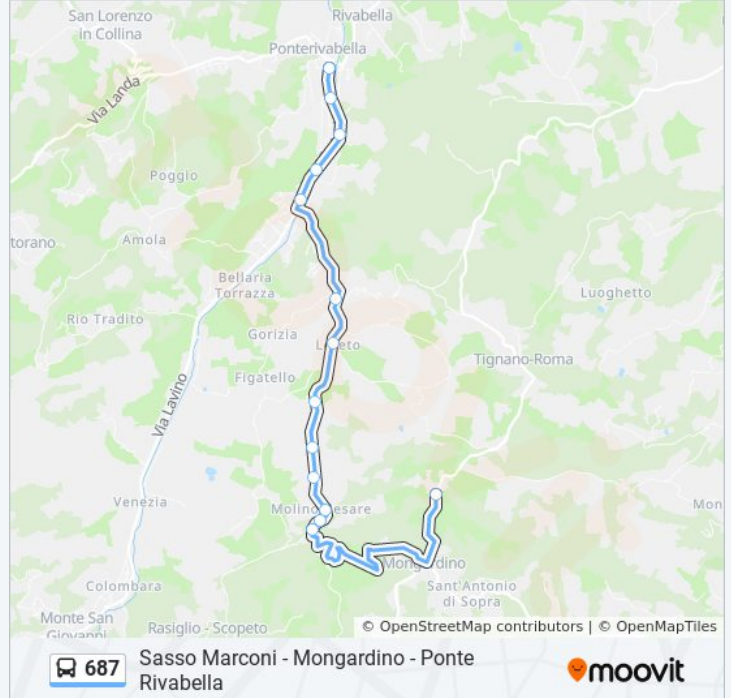 San Lorenzo
in Collina
Rivabella
Ponterivabella
Via Landa
Poggio
torano
Amola
Bellaria
Torrazza
Luoghetto
Rio Tradito
Gorizia
Tignano-Roma
Figatello
Via Lavino
Venezia
Mon
Mongardino
Colombara
Sant'Antonio
di Sopra
Monte San
Giovanni
Rasiglio - Scopeto
© OpenStreetMap contributors | © OpenMapTiles
687
Sasso Marconi - Mongardino - Ponte
Rivabella
moovit